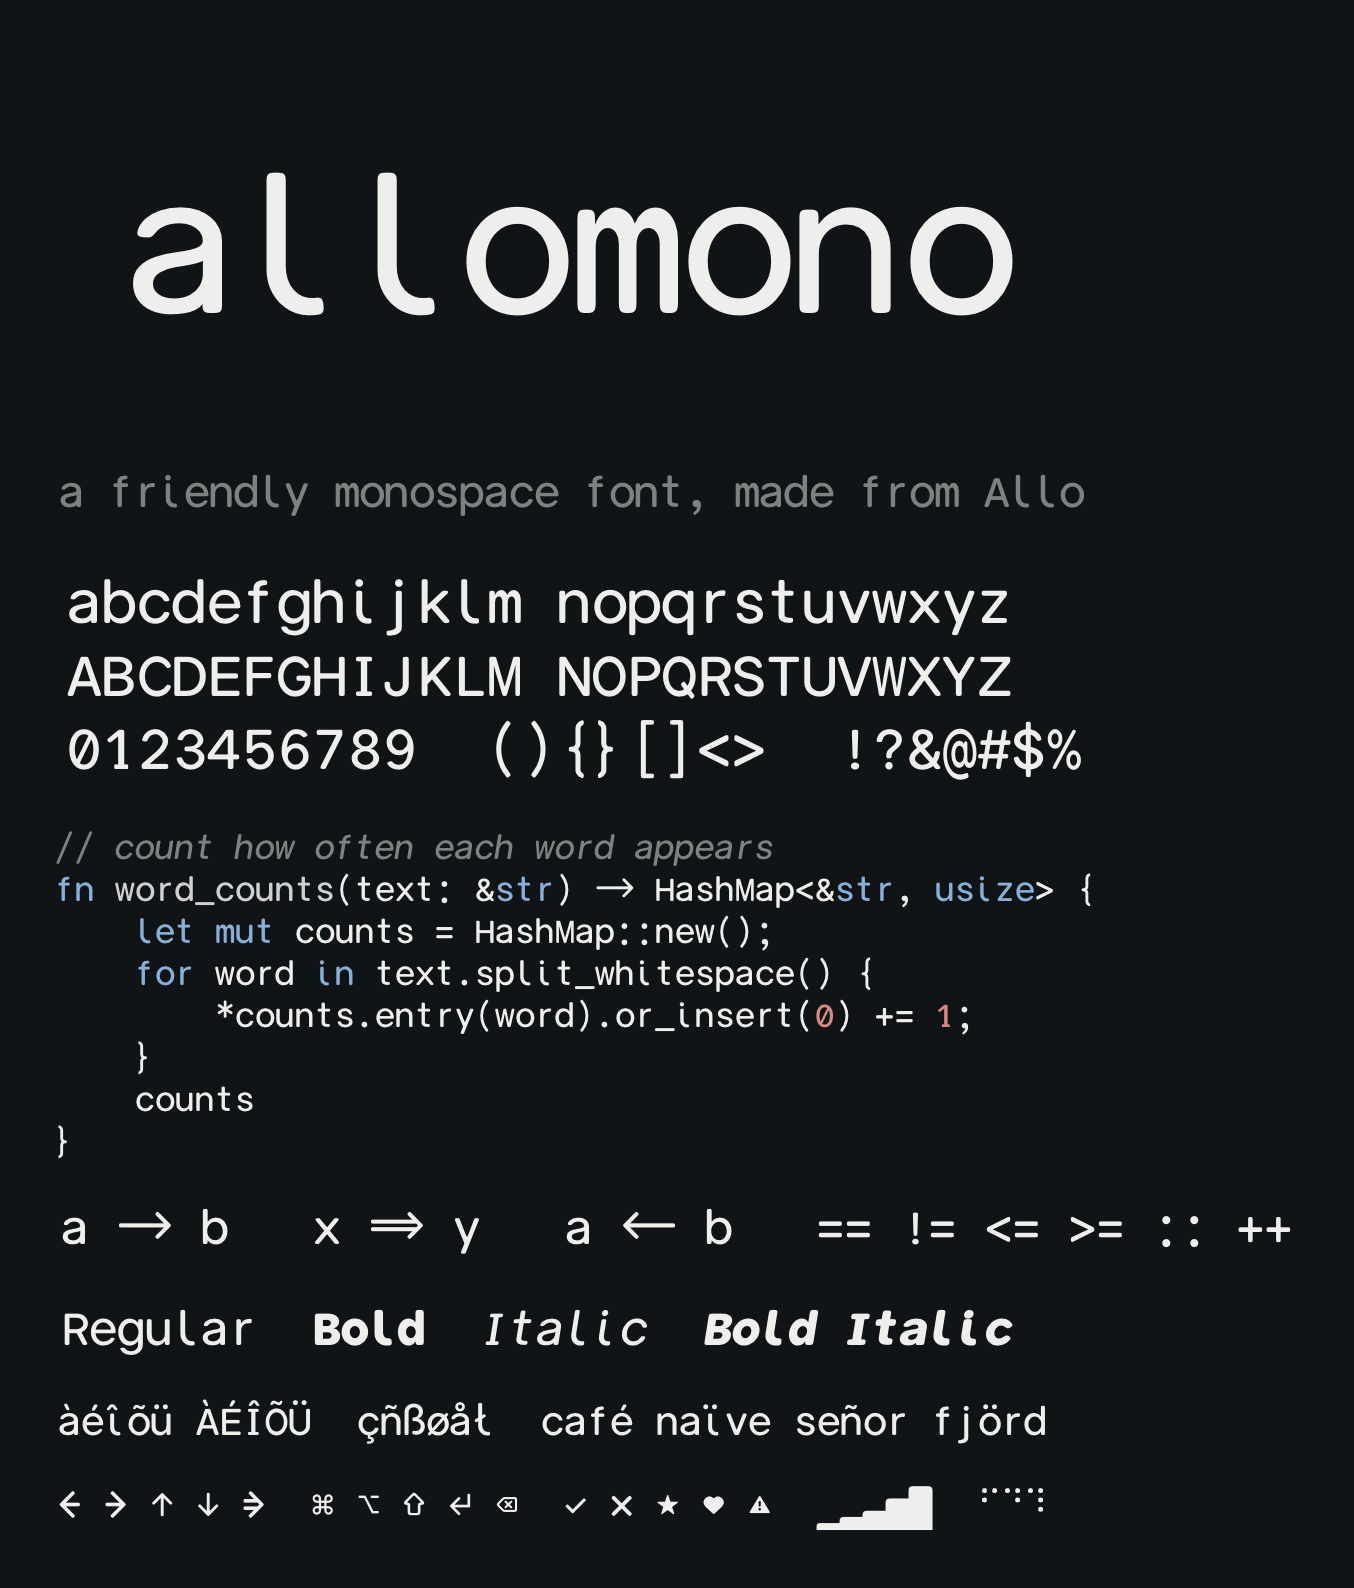 allomono
a friendly monospace font, made from Allo
abcdefghijklm nopqrstuvwxyz
ABCDEFGHIJKLM NOPQRSTUVWXYZ
0123456789  (){}[]<>  !?&@#$%
// count how often each word appears
fn word_counts(text: &str) -> HashMap<&str, usize> {
    let mut counts = HashMap::new();
    for word in text.split_whitespace() {
        *counts.entry(word).or_insert(0) += 1;
    }
    counts
}
a → b   x ⇒ y   a ← b   == != <= >= :: ++
Regular  Bold  Italic  Bold Italic
àéîõü ÀÉÎÕÜ  çñßøåł  café naïve señor fjörd
← → ↑ ↓ ⇒  ⌘ ⌥ ⇧ ↵ ⌫  ✓ ✕ ★ ♥ ⚠